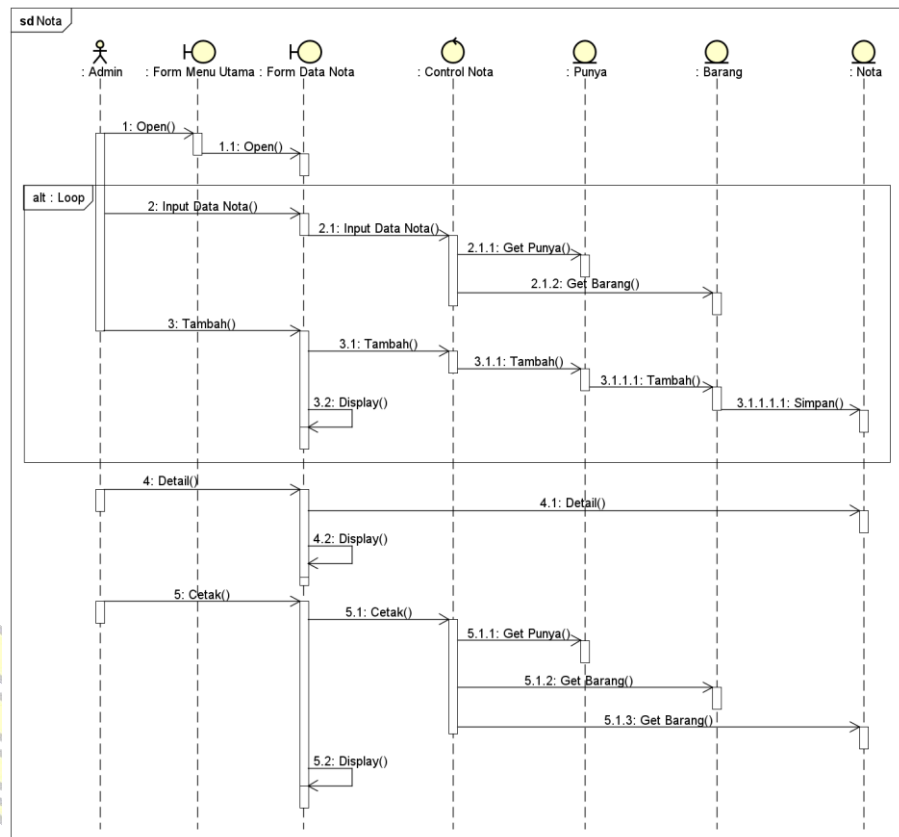 sd Nota
: Admin
: Form Menu Utama
: Form Data Nota
: Control Nota
: Punya
: Barang
: Nota
1: Open()
1.1: Open()
alt : Loop
2: Input Data Nota()
2.1: Input Data Nota()
2.1.1: Get Punya()
2.1.2: Get Barang()
3: Tambah()
3.1: Tambah()
3.1.1: Tambah()
3.1.1.1: Tambah()
3.1.1.1.1: Simpan()
3.2: Display()
4: Detail()
4.1: Detail()
4.2: Display()
5: Cetak()
5.1: Cetak()
5.1.1: Get Punya()
5.1.2: Get Barang()
5.1.3: Get Barang()
5.2: Display()